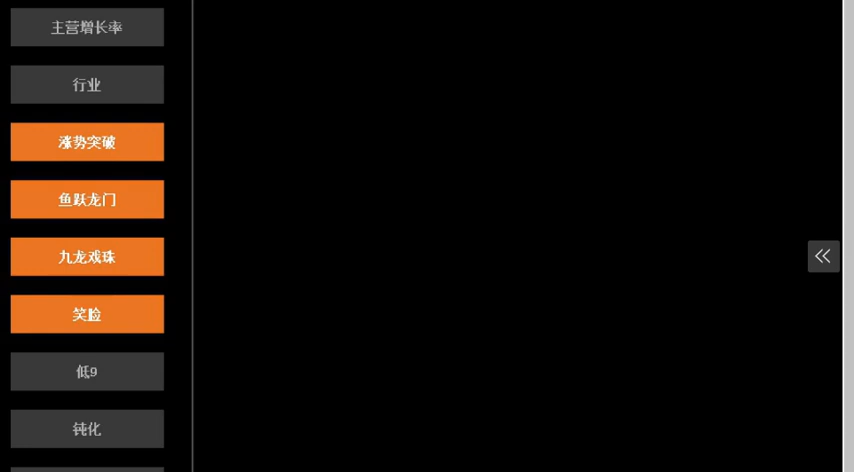 主营增长率
行业
涨势突破
鱼跃龙门
九龙戏珠
笑脸
低9
钝化